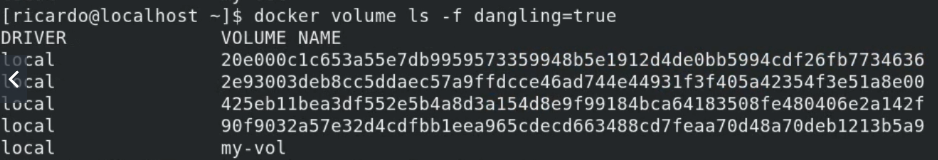 [ricardo@localhost ~]$ docker volume ls -f dangling=true
DRIVER VOLUME NAME
local 20e000c1c653a55e7db9959573359948b5e1912d4de0bb5994cdf26fb7734636
local 2e93003deb8cc5ddaec57a9ffdcce46ad744e44931f3f405a42354f3e51a8e00
local 425eb11bea3df552e5b4a8d3a154d8e9f99184bca64183508fe480406e2a142f
local 90f9032a57e32d4cdfbb1eea965cdecd663488cd7feaa70d48a70deb1213b5a9
local my-vol